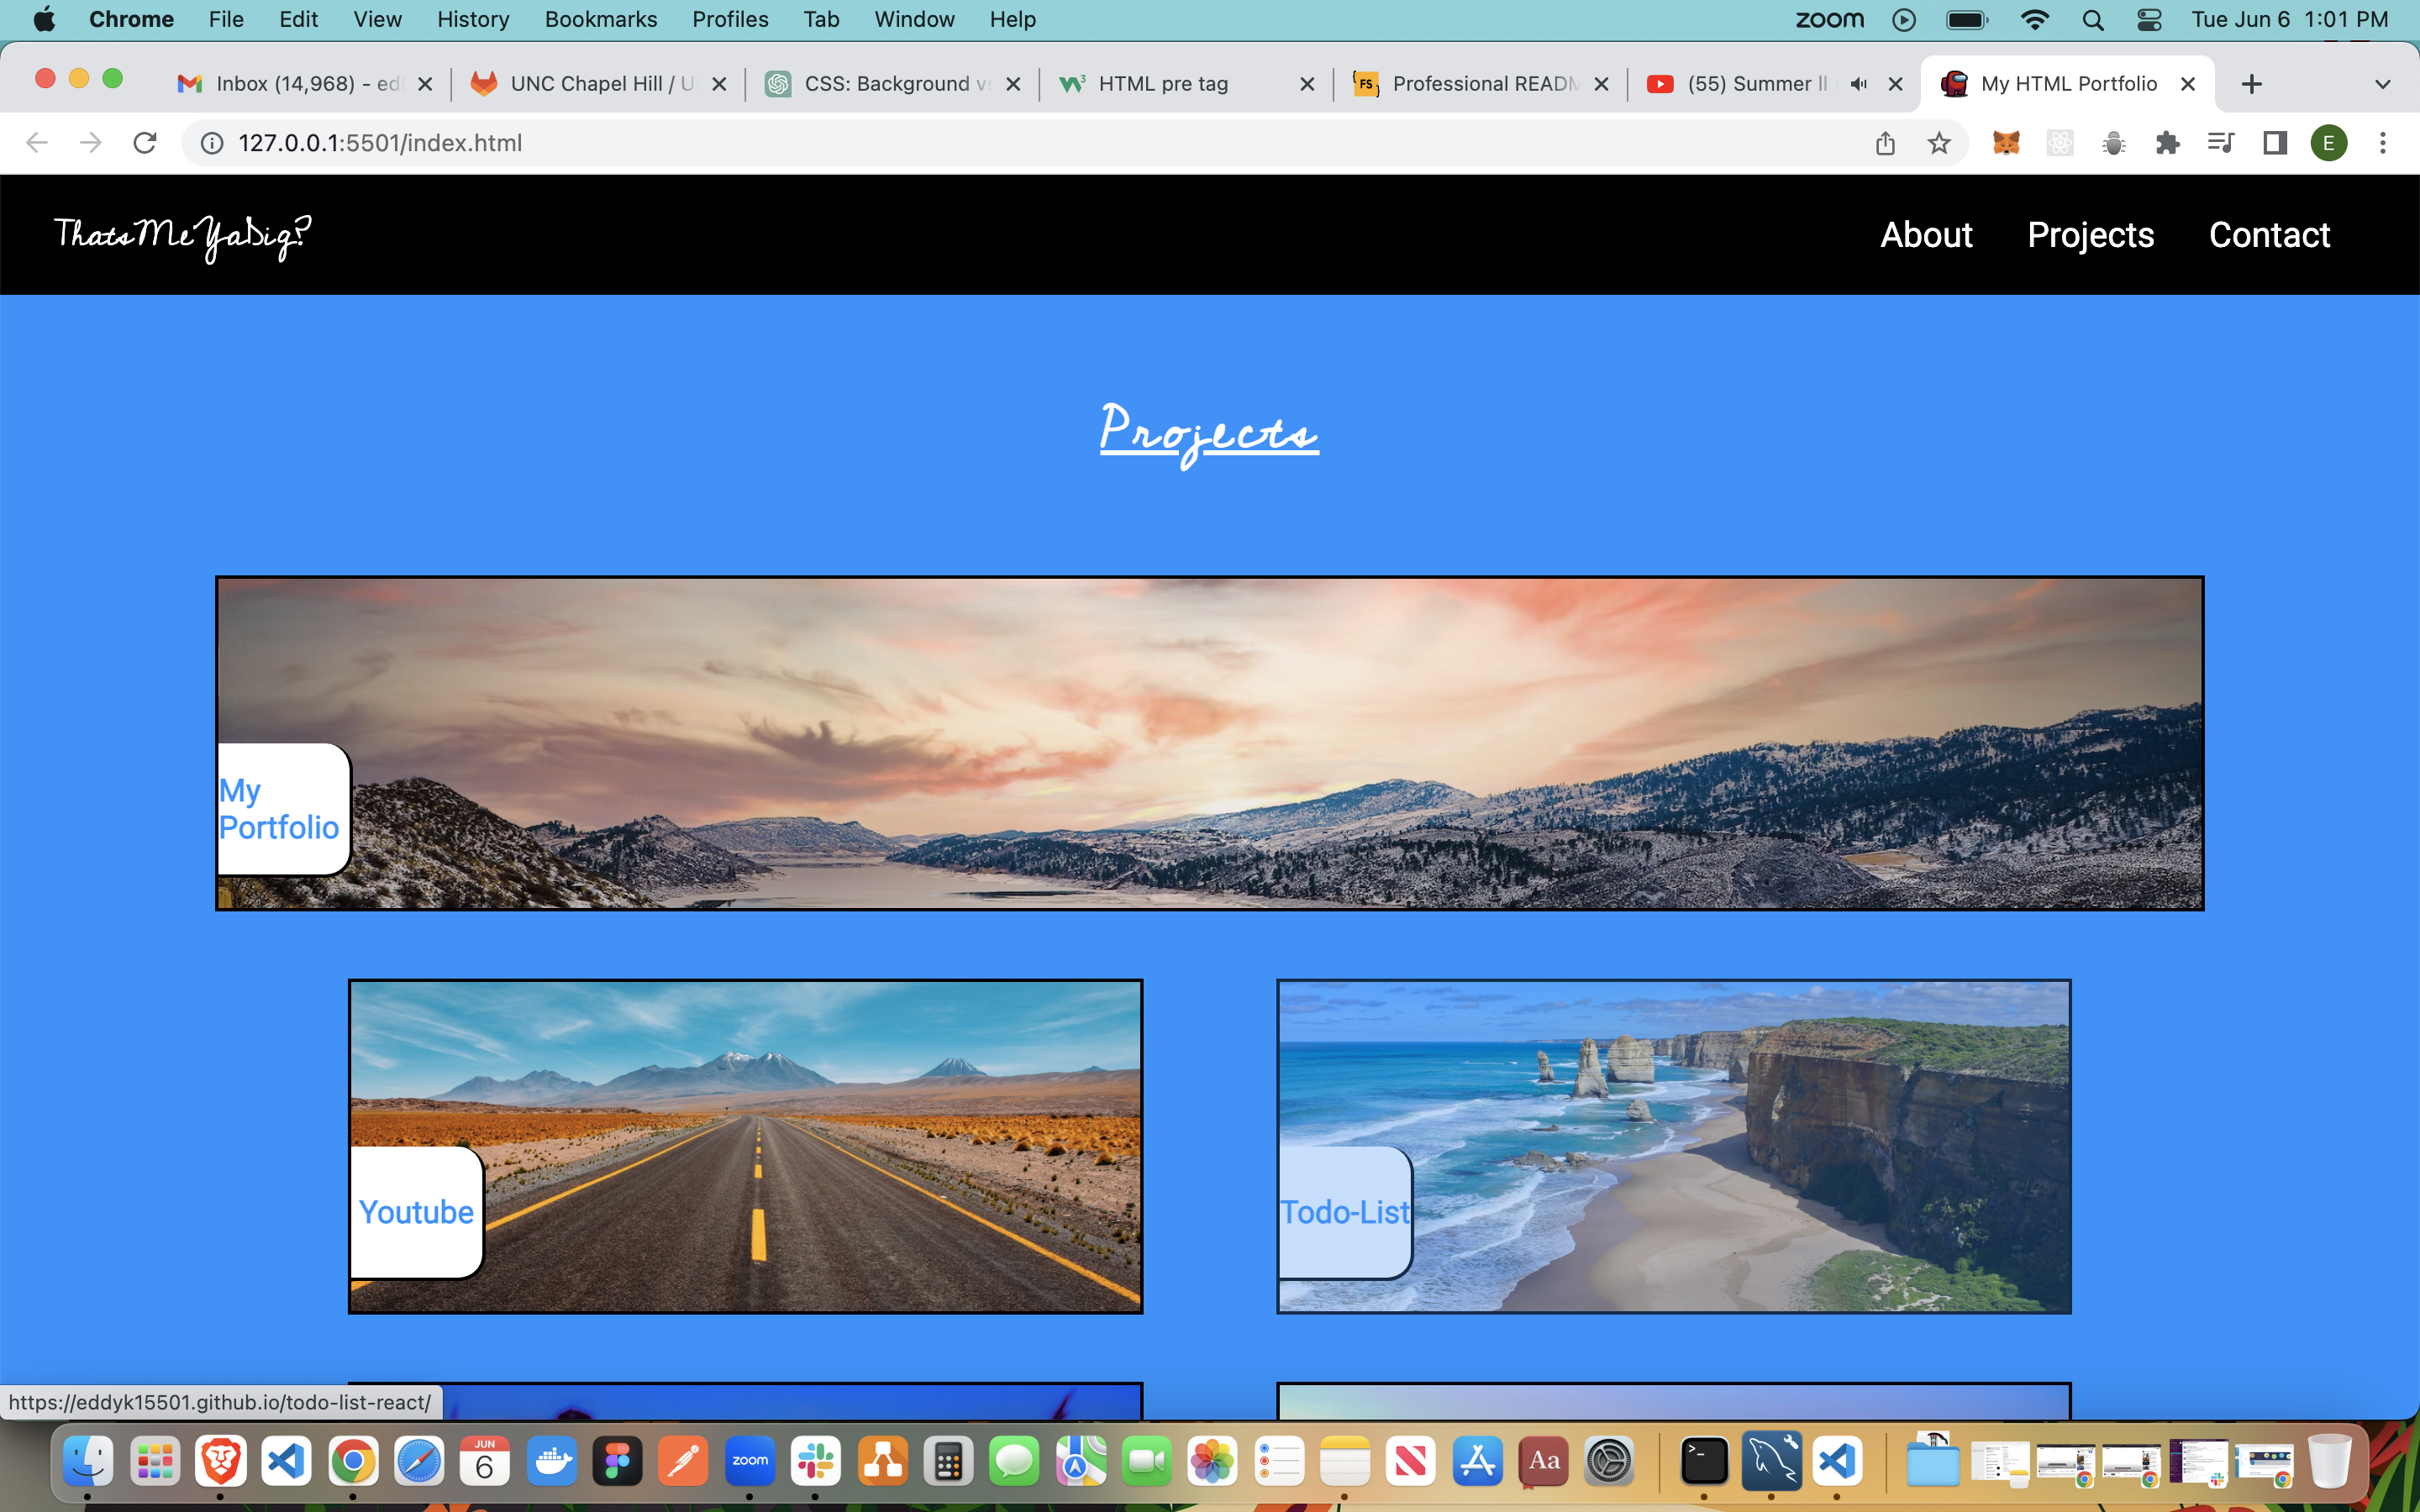 Chrome File Edit View History Bookmarks Profiles Tab Window Help zoom Tue Jun 6 1:01 PM
Inbox (14,968) - ed UNC Chapel Hill / U CSS: Background vs HTML pre tag FS Professional READM (55) Summer II My HTML Portfolio
127.0.0.1:5501/index.html E
ThatsMeYaDig? About Projects Contact
Projects
My
Portfolio
Youtube Todo-List
https://eddyk15501.github.io/todo-list-react/
JUN
6 zoom Aa